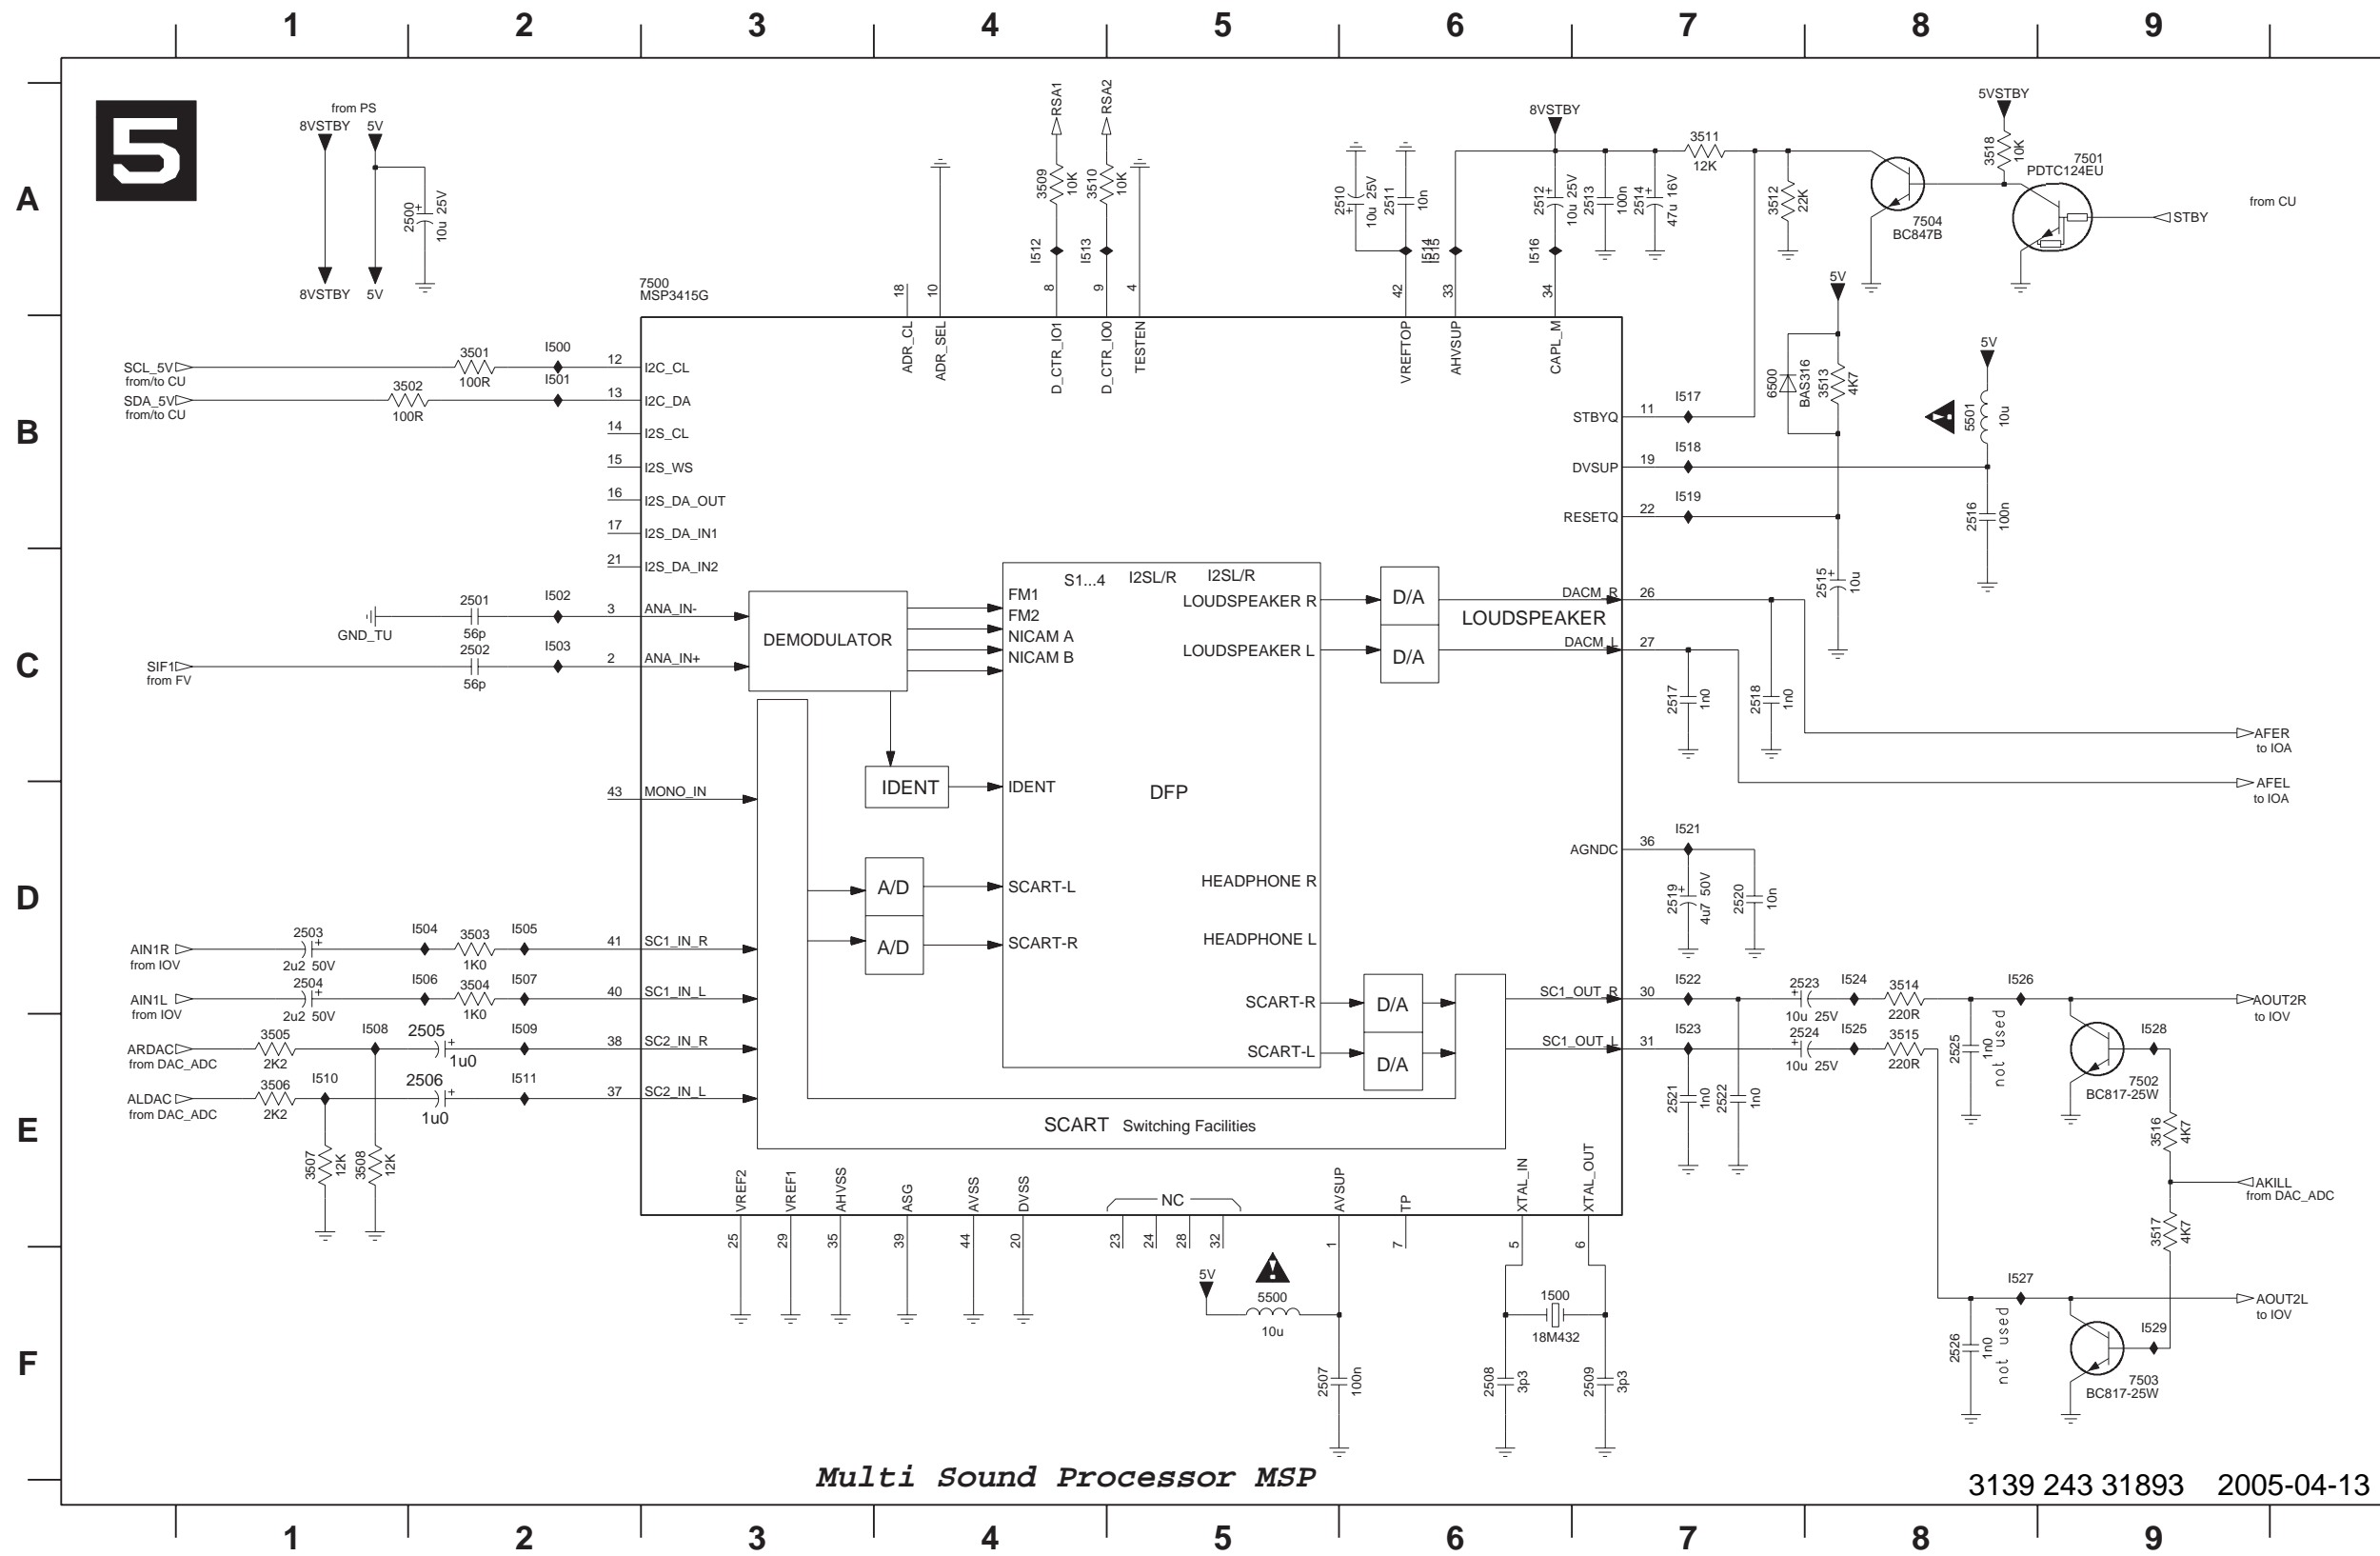 1 2 3 4 5 6 7 8 9
5
A
from PS
8VSTBY 5V
2500 + 10u 25V
8VSTBY 5V
RSA1
RSA2
3509 10K
3510 10K
I512
I513
2510 + 10u 25V
2511 10n
I514
I515
8VSTBY
2512 + 10u 25V
I516
2513 100n
2514 + 47u 16V
3511
12K
3512 22K
5VSTBY
3518 10K
7501
PDTC124EU
7504
BC847B
STBY
from CU
7500
MSP3415G
18 10 8 9 4 42 33 34
ADR_CL ADR_SEL D_CTR_IO1 D_CTR_IO0 TESTEN VREFTOP AHVSUP CAPL_M
B
SCL_5V
from/to CU
3501
100R
I500
12 I2C_CL
SDA_5V
from/to CU
3502
100R
I501
13 I2C_DA
14 I2S_CL
15 I2S_WS
16 I2S_DA_OUT
17 I2S_DA_IN1
21 I2S_DA_IN2
STBYQ 11 I517
DVSUP 19 I518
RESETQ 22 I519
5V
6500 BAS316
3513 4K7
5V
5501 10u
2516 100n
2515 + 10u
C
GND_TU
2501
56p
I502
3 ANA_IN-
SIF1
from FV
2502
56p
I503
2 ANA_IN+
DEMODULATOR
S1...4 I2SL/R I2SL/R
FM1
FM2
NICAM A
NICAM B
LOUDSPEAKER R
LOUDSPEAKER L
D/A
D/A
DACM_R 26
LOUDSPEAKER
DACM_L 27
2517 1n0
2518 1n0
AFER
to IOA
AFEL
to IOA
D
43 MONO_IN
IDENT
IDENT
DFP
A/D
SCART-L
HEADPHONE R
A/D
SCART-R
HEADPHONE L
AGNDC 36 I521
2519 + 4u7 50V
2520 10n
AIN1R
from IOV
2503 +
2u2 50V
I504
3503
1K0
I505
41 SC1_IN_R
AIN1L
from IOV
2504 +
2u2 50V
I506
3504
1K0
I507
40 SC1_IN_L
SCART-R
D/A
SC1_OUT_R 30 I522
2523 +
10u 25V
I524
3514
220R
I526
AOUT2R
to IOV
E
ARDAC
from DAC_ADC
3505
2K2
I508
2505 +
1u0
I509
38 SC2_IN_R
SCART-L
D/A
SC1_OUT_L 31 I523
2524 +
10u 25V
I525
3515
220R
ALDAC
from DAC_ADC
3506
2K2
I510
2506 +
1u0
I511
37 SC2_IN_L
SCART Switching Facilities
3507 12K
3508 12K
2521 1n0
2522 1n0
2525 1n0
not used
I528
7502
BC817-25W
3516 4K7
AKILL
from DAC_ADC
3517 4K7
VREF2 VREF1 AHVSS ASG AVSS DVSS NC AVSUP TP XTAL_IN XTAL_OUT
25 29 35 39 44 20 23 24 28 32 1 7 5 6
F
5V
5500
10u
2507 100n
1500
18M432
2508 3p3
2509 3p3
I527
AOUT2L
to IOV
2526 1n0
not used
I529
7503
BC817-25W
Multi Sound Processor MSP
3139 243 31893 2005-04-13
1 2 3 4 5 6 7 8 9